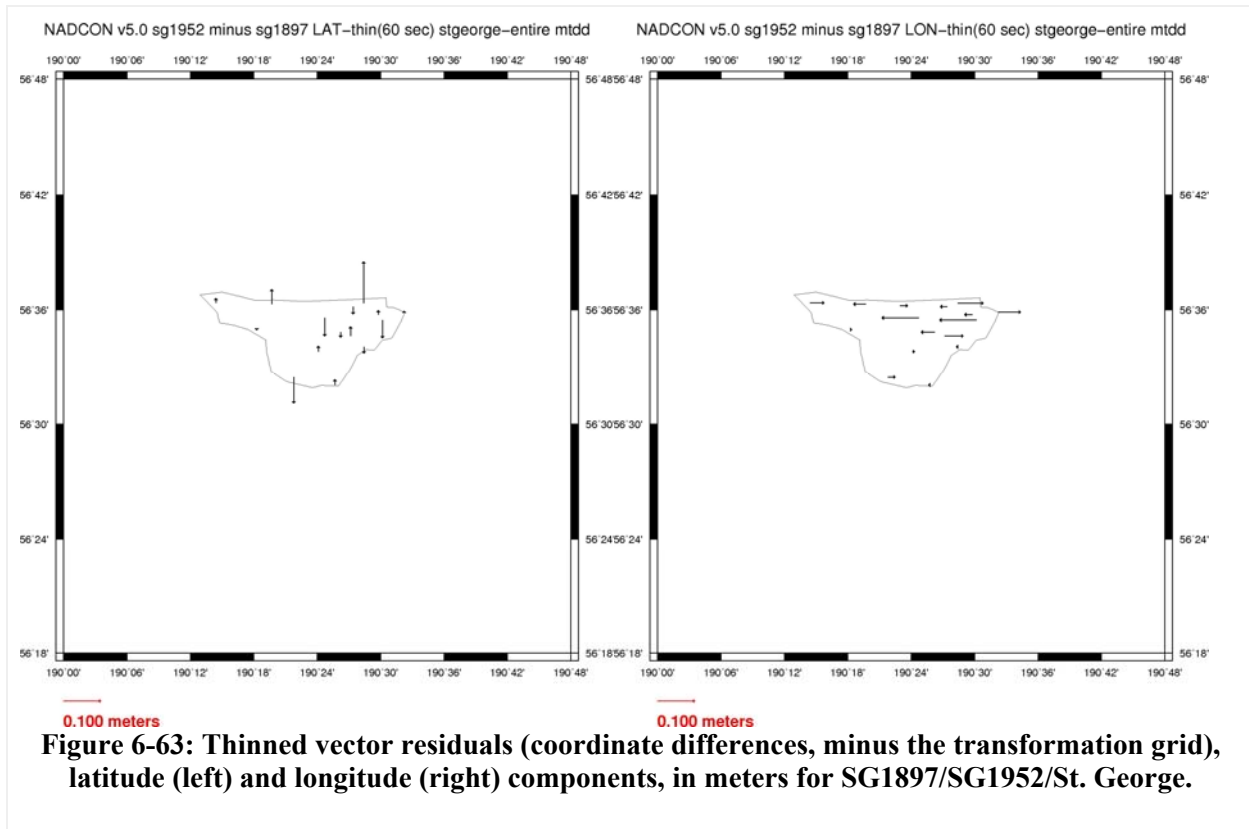 NADCON v5.0 sg1952 minus sg1897 LAT-thin(60 sec) stgeorge-entire mtdd NADCON v5.0 sg1952 minus sg1897 LON-thin(60 sec) stgeorge-entire mtdd
190˚00' 190˚06' 190˚12' 190˚18' 190˚24' 190˚30' 190˚36' 190˚42' 190˚48' 190˚00' 190˚06' 190˚12' 190˚18' 190˚24' 190˚30' 190˚36' 190˚42' 190˚48'
56˚48' 56˚48' 56˚48' 56˚48'
56˚42' 56˚42' 56˚42' 56˚42'
56˚36' 56˚36' 56˚36' 56˚36'
56˚30' 56˚30' 56˚30' 56˚30'
56˚24' 56˚24' 56˚24' 56˚24'
56˚18' 56˚18' 56˚18' 56˚18'
190˚00' 190˚06' 190˚12' 190˚18' 190˚24' 190˚30' 190˚36' 190˚42' 190˚48' 190˚00' 190˚06' 190˚12' 190˚18' 190˚24' 190˚30' 190˚36' 190˚42' 190˚48'
0.100 meters 0.100 meters
Figure 6-63: Thinned vector residuals (coordinate differences, minus the transformation grid),
latitude (left) and longitude (right) components, in meters for SG1897/SG1952/St. George.